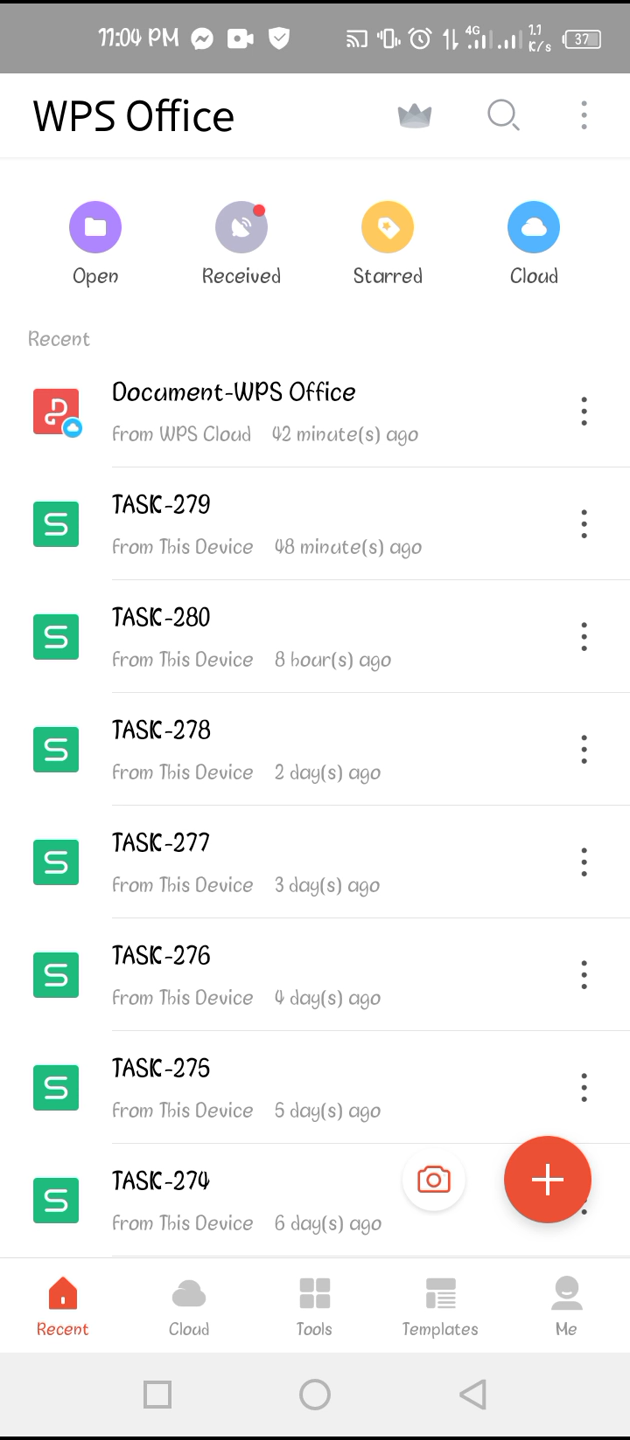 11:04 PM
4G
1.1
K/s
37
WPS Office
Open
Received
Starred
Cloud
Recent
Document-WPS Office
from WPS Cloud 42 minute(s) ago
TASK-279
from This Device 48 minute(s) ago
TASK-280
from This Device 8 hour(s) ago
TASK-278
from This Device 2 day(s) ago
TASK-277
from This Device 3 day(s) ago
TASK-276
from This Device 4 day(s) ago
TASK-275
from This Device 5 day(s) ago
TASK-274
from This Device 6 day(s) ago
Recent
Cloud
Tools
Templates
Me